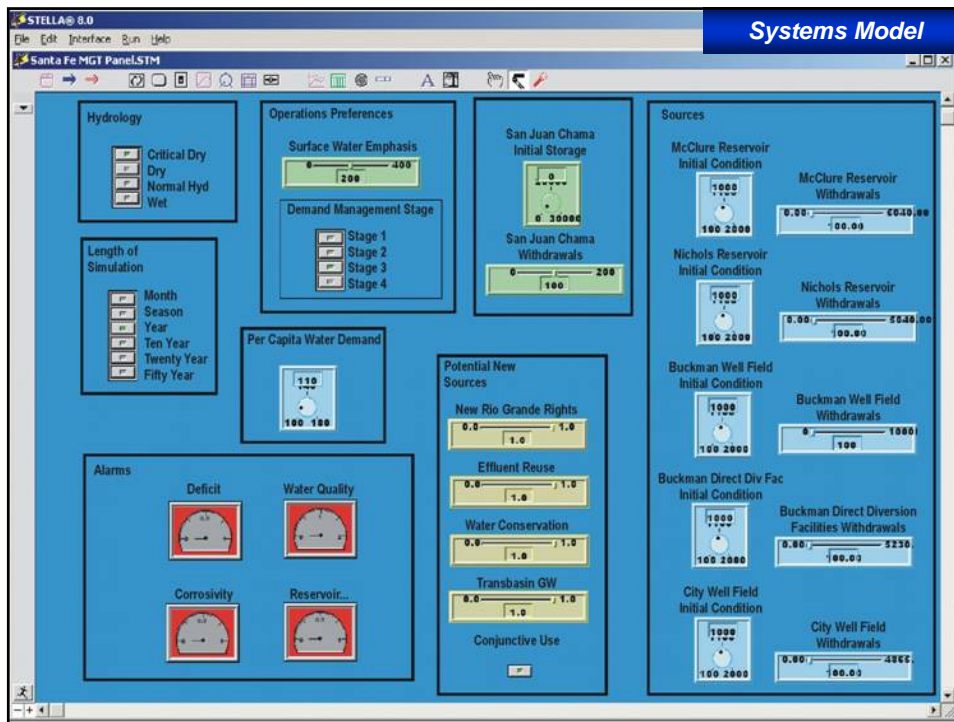 STELLA® 8.0
Systems Model
File Edit Interface Run Help
Santa Fe MGT Panel.STM
A
Hydrology
Critical Dry
Dry
Normal Hyd
Wet
Length of
Simulation
Month
Season
Year
Ten Year
Twenty Year
Fifty Year
Operations Preferences
Surface Water Emphasis
0 400
200
Demand Management Stage
Stage 1
Stage 2
Stage 3
Stage 4
Per Capita Water Demand
110
100 180
San Juan Chama
Initial Storage
0
0 30000
San Juan Chama
Withdrawals
0 200
100
Alarms
Deficit
Water Quality
Corrosivity
Reservoir...
Potential New
Sources
New Rio Grande Rights
0.0 1.0
1.0
Effluent Reuse
0.0 1.0
1.0
Water Conservation
0.0 1.0
1.0
Transbasin GW
0.0 1.0
1.0
Conjunctive Use
Sources
McClure Reservoir
Initial Condition
1000
100 2000
McClure Reservoir
Withdrawals
0.00 6040.00
100.00
Nichols Reservoir
Initial Condition
1000
100 2000
Nichols Reservoir
Withdrawals
0.00 5040.00
100.00
Buckman Well Field
Initial Condition
1000
100 2000
Buckman Well Field
Withdrawals
0 10001
100
Buckman Direct Div Fac
Initial Condition
1000
100 2000
Buckman Direct Diversion
Facilities Withdrawals
0.00 5230.
100.00
City Well Field
Initial Condition
1000
100 2000
City Well Field
Withdrawals
0.00 4865.
100.00